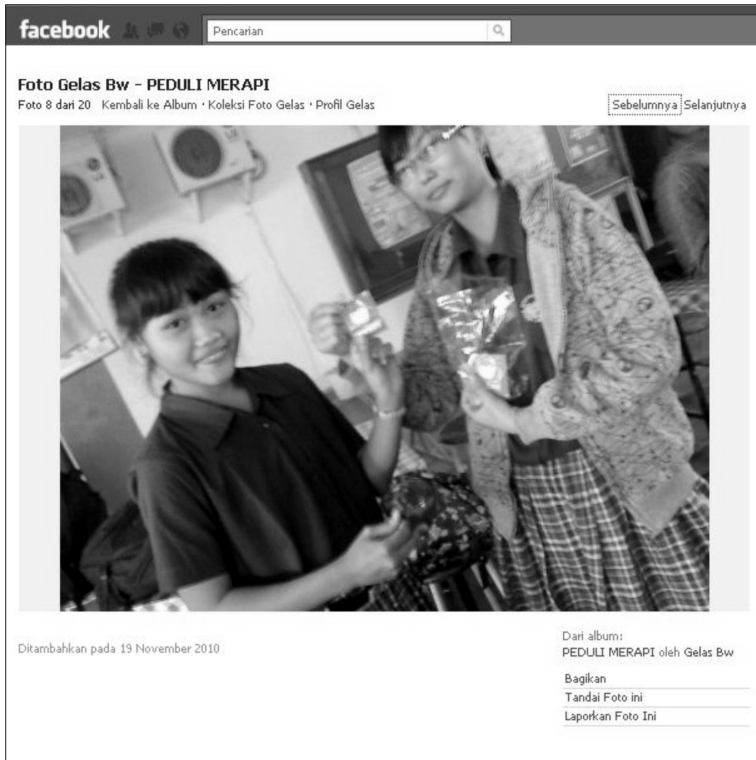 facebook
Pencarian
Foto Gelas Bw - PEDULI MERAPI
Foto 8 dari 20 Kembali ke Album · Koleksi Foto Gelas · Profil Gelas
Sebelumnya Selanjutnya
Ditambahkan pada 19 November 2010
Dari album:
PEDULI MERAPI oleh Gelas Bw
Bagikan
Tandai Foto ini
Laporkan Foto Ini